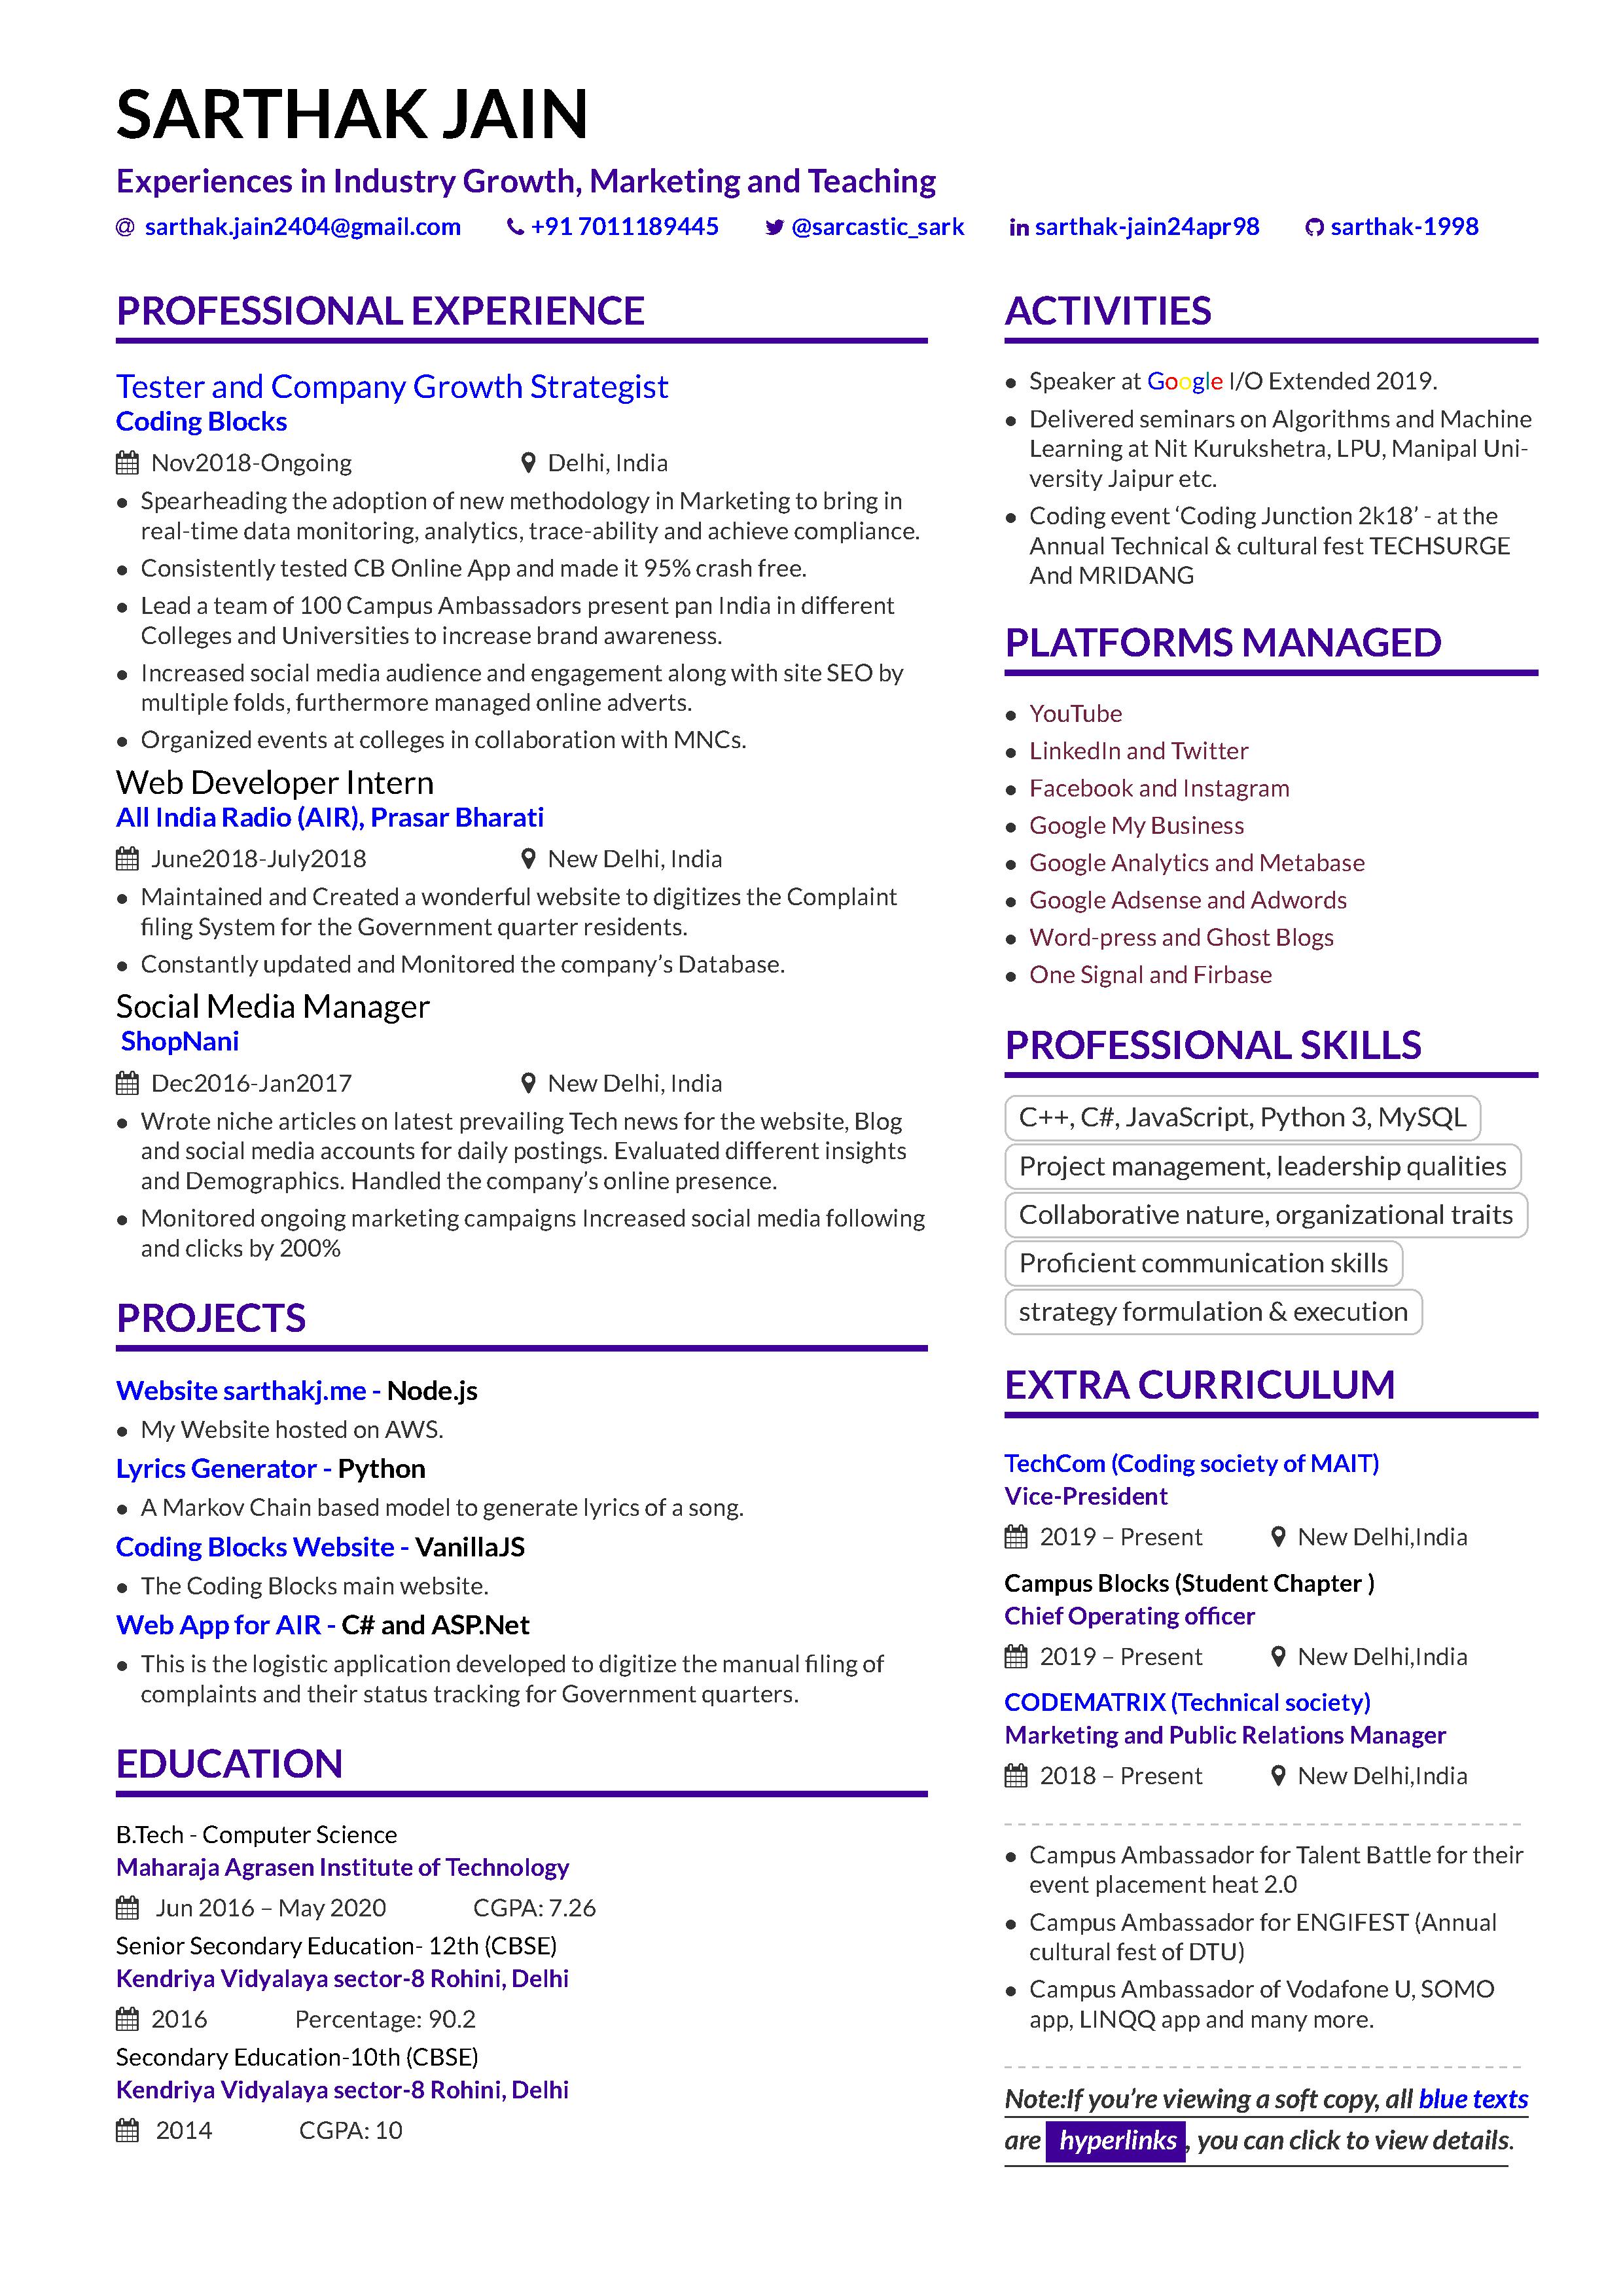 SARTHAK JAIN
Experiences in Industry Growth, Marketing and Teaching
@ sarthak.jain2404@gmail.com +91 7011189445 @sarcastic_sark in sarthak-jain24apr98 sarthak-1998
PROFESSIONAL EXPERIENCE
Tester and Company Growth Strategist
Coding Blocks
Nov2018-Ongoing Delhi, India
• Spearheading the adoption of new methodology in Marketing to bring in
real-time data monitoring, analytics, trace-ability and achieve compliance.
• Consistently tested CB Online App and made it 95% crash free.
• Lead a team of 100 Campus Ambassadors present pan India in different
Colleges and Universities to increase brand awareness.
• Increased social media audience and engagement along with site SEO by
multiple folds, furthermore managed online adverts.
• Organized events at colleges in collaboration with MNCs.
Web Developer Intern
All India Radio (AIR), Prasar Bharati
June2018-July2018 New Delhi, India
• Maintained and Created a wonderful website to digitizes the Complaint
filing System for the Government quarter residents.
• Constantly updated and Monitored the company's Database.
Social Media Manager
ShopNani
Dec2016-Jan2017 New Delhi, India
• Wrote niche articles on latest prevailing Tech news for the website, Blog
and social media accounts for daily postings. Evaluated different insights
and Demographics. Handled the company's online presence.
• Monitored ongoing marketing campaigns Increased social media following
and clicks by 200%
PROJECTS
Website sarthakj.me - Node.js
• My Website hosted on AWS.
Lyrics Generator - Python
• A Markov Chain based model to generate lyrics of a song.
Coding Blocks Website - VanillaJS
• The Coding Blocks main website.
Web App for AIR - C# and ASP.Net
• This is the logistic application developed to digitize the manual filing of
complaints and their status tracking for Government quarters.
EDUCATION
B.Tech - Computer Science
Maharaja Agrasen Institute of Technology
Jun 2016 – May 2020 CGPA: 7.26
Senior Secondary Education- 12th (CBSE)
Kendriya Vidyalaya sector-8 Rohini, Delhi
2016 Percentage: 90.2
Secondary Education-10th (CBSE)
Kendriya Vidyalaya sector-8 Rohini, Delhi
2014 CGPA: 10
ACTIVITIES
• Speaker at Google I/O Extended 2019.
• Delivered seminars on Algorithms and Machine
Learning at Nit Kurukshetra, LPU, Manipal Uni-
versity Jaipur etc.
• Coding event ‘Coding Junction 2k18’ - at the
Annual Technical & cultural fest TECHSURGE
And MRIDANG
PLATFORMS MANAGED
• YouTube
• LinkedIn and Twitter
• Facebook and Instagram
• Google My Business
• Google Analytics and Metabase
• Google Adsense and Adwords
• Word-press and Ghost Blogs
• One Signal and Firbase
PROFESSIONAL SKILLS
C++, C#, JavaScript, Python 3, MySQL
Project management, leadership qualities
Collaborative nature, organizational traits
Proficient communication skills
strategy formulation & execution
EXTRA CURRICULUM
TechCom (Coding society of MAIT)
Vice-President
2019 – Present New Delhi,India
Campus Blocks (Student Chapter )
Chief Operating officer
2019 – Present New Delhi,India
CODEMATRIX (Technical society)
Marketing and Public Relations Manager
2018 – Present New Delhi,India
• Campus Ambassador for Talent Battle for their
event placement heat 2.0
• Campus Ambassador for ENGIFEST (Annual
cultural fest of DTU)
• Campus Ambassador of Vodafone U, SOMO
app, LINQQ app and many more.
Note:If you're viewing a soft copy, all blue texts
are hyperlinks , you can click to view details.